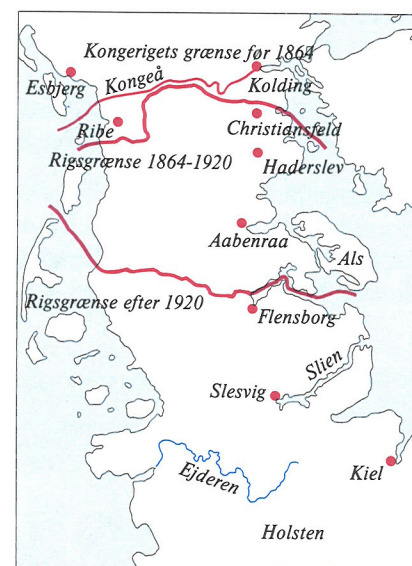 Kongerigets grænse før 1864
Kongeå
Esbjerg
Kolding
Ribe
Christiansfeld
Rigsgrænse 1864-1920
Haderslev
Aabenraa
Als
Rigsgrænse efter 1920
Flensborg
Slien
Slesvig
Ejderen
Kiel
Holsten